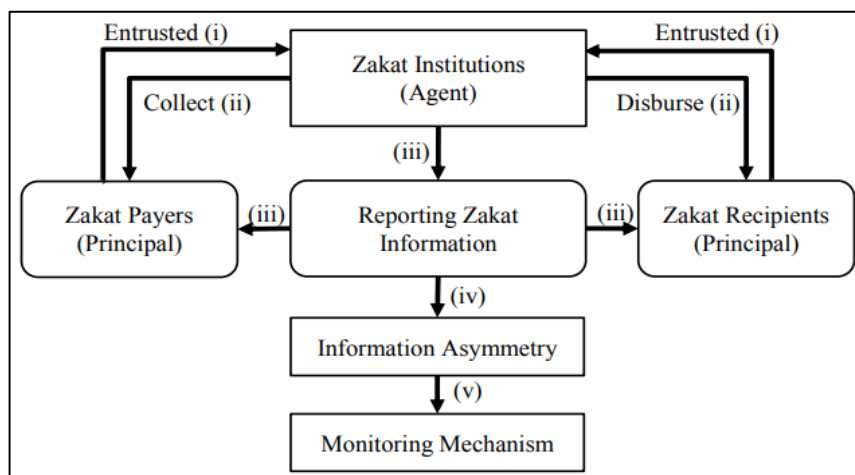 Entrusted (i)
Entrusted (i)
Zakat Institutions
(Agent)
Collect (ii)
Disburse (ii)
(iii)
Zakat Payers
(Principal)
(iii)
Reporting Zakat
Information
(iii)
Zakat Recipients
(Principal)
(iv)
Information Asymmetry
(v)
Monitoring Mechanism